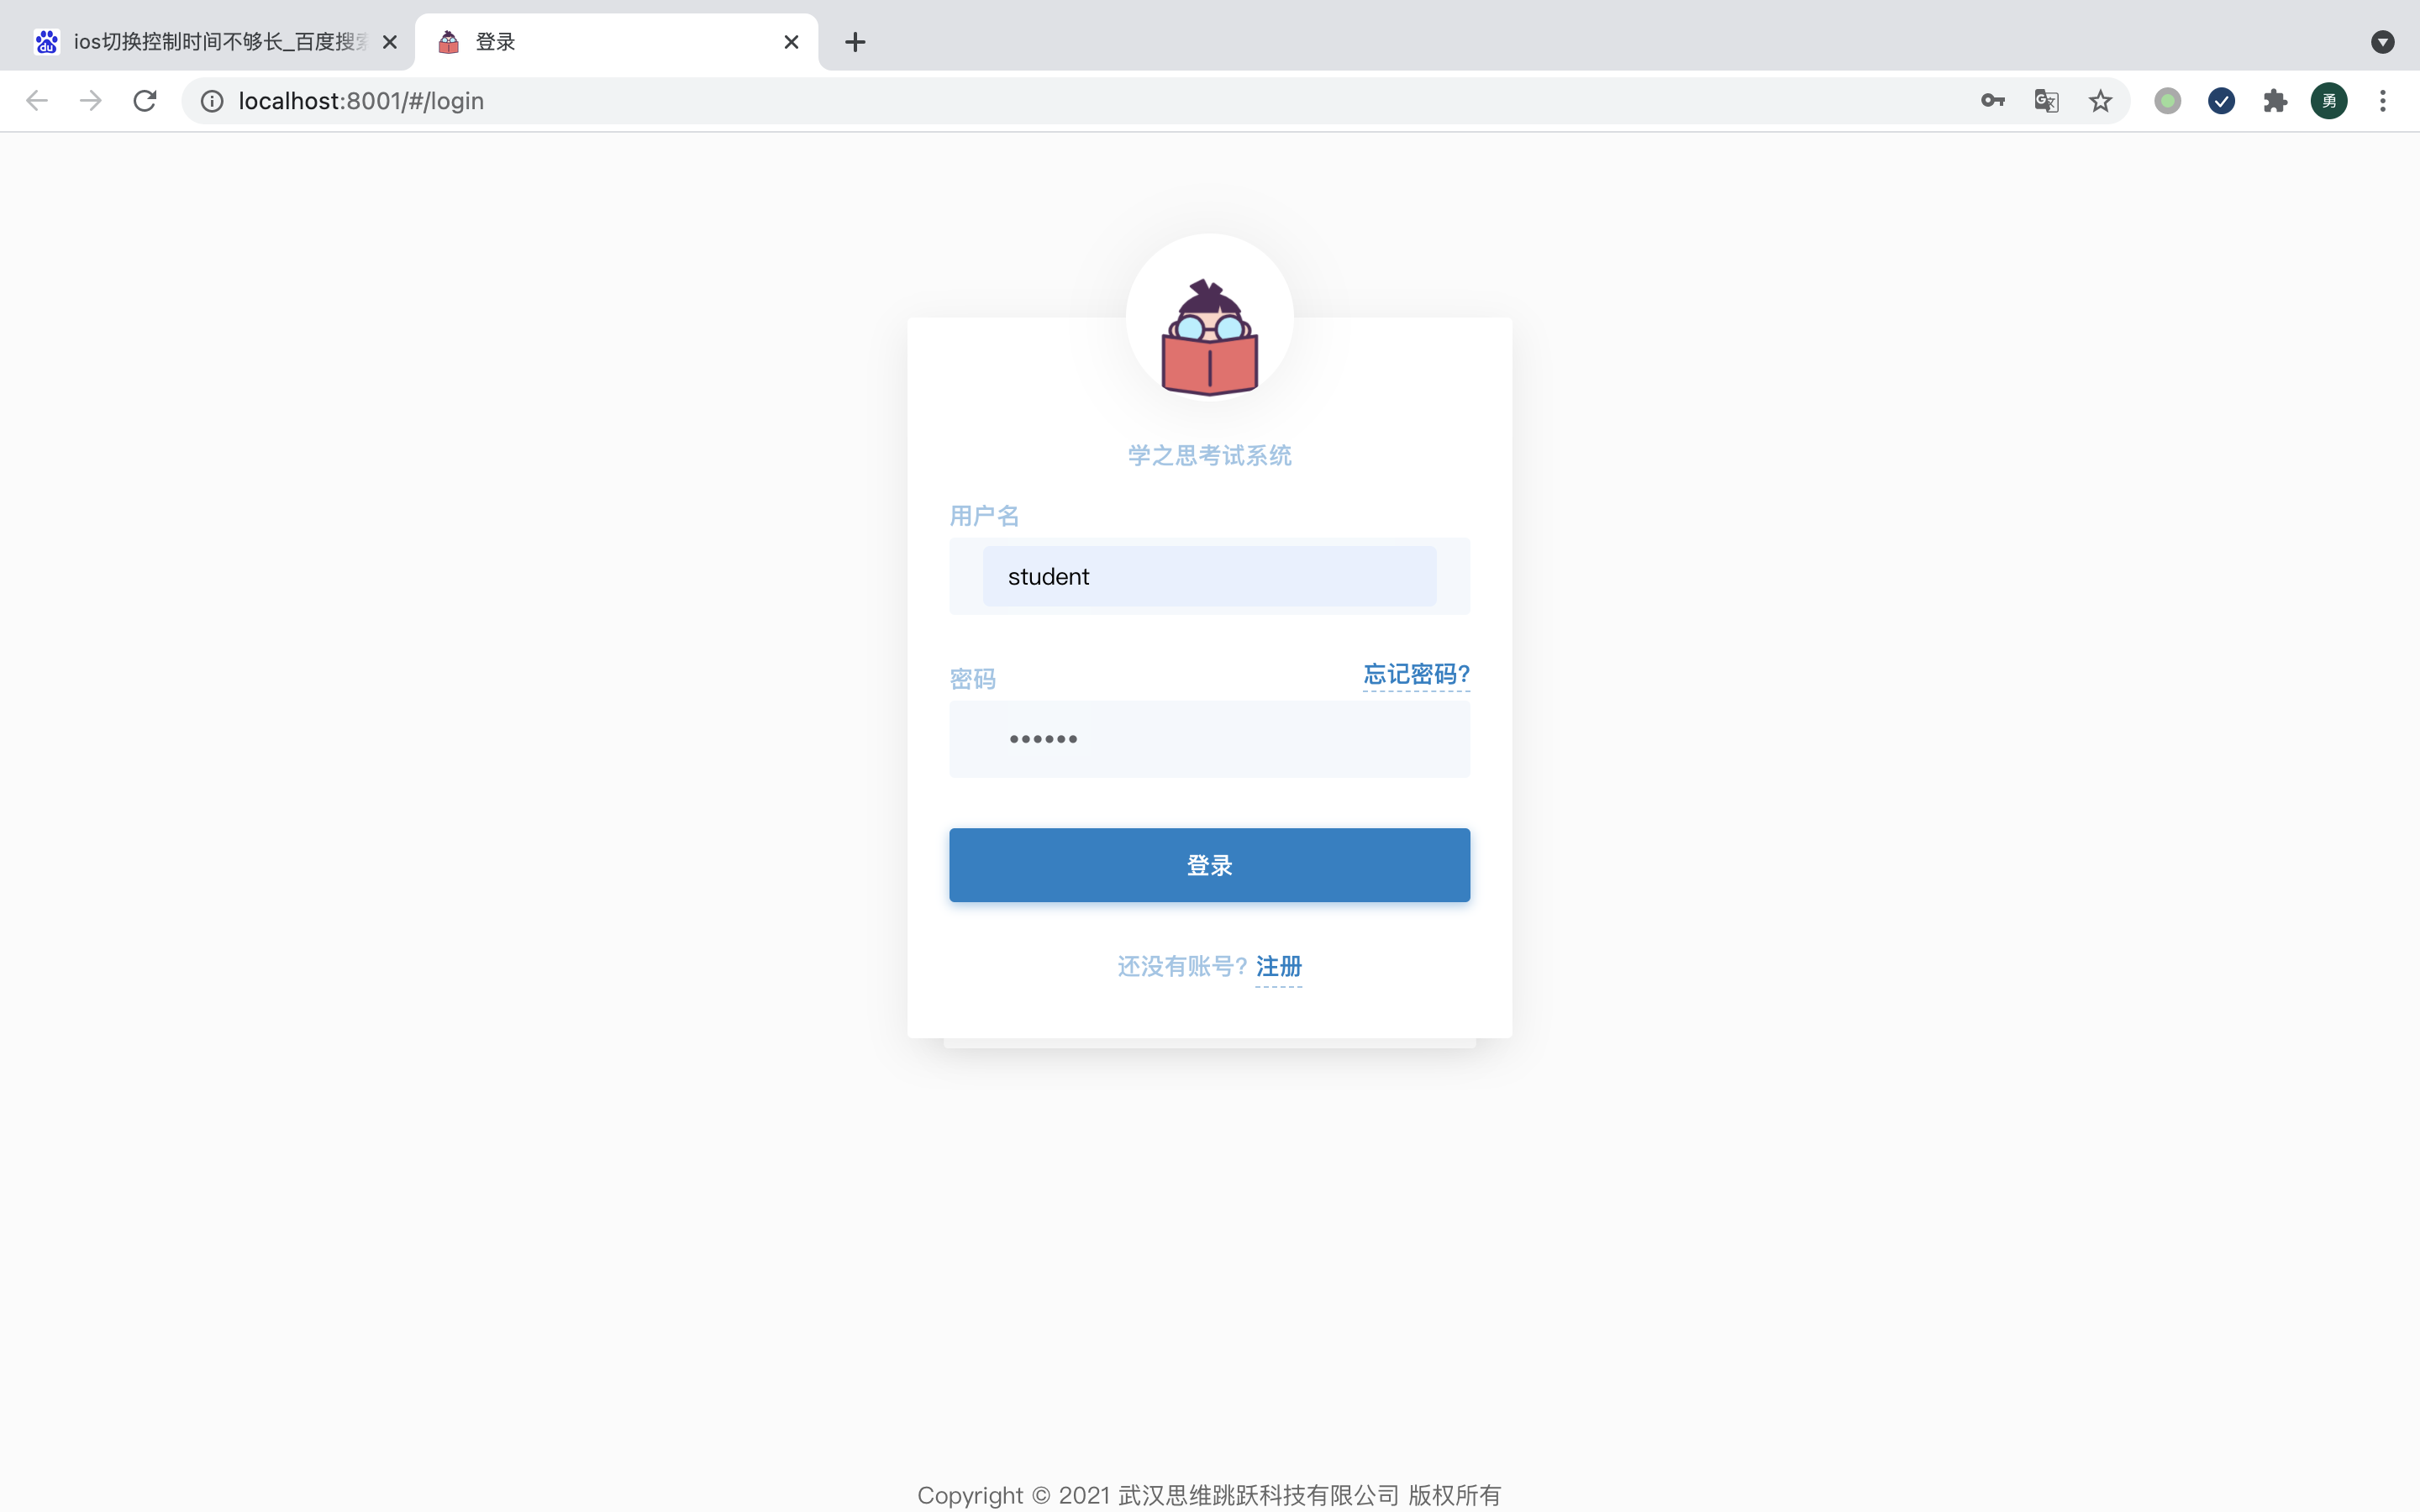 ios切换控制时间不够长_百度搜索
登录
localhost:8001/#/login
勇
学之思考试系统
用户名
student
密码
忘记密码?
••••••
登录
还没有账号? 注册
Copyright © 2021 武汉思维跳跃科技有限公司 版权所有